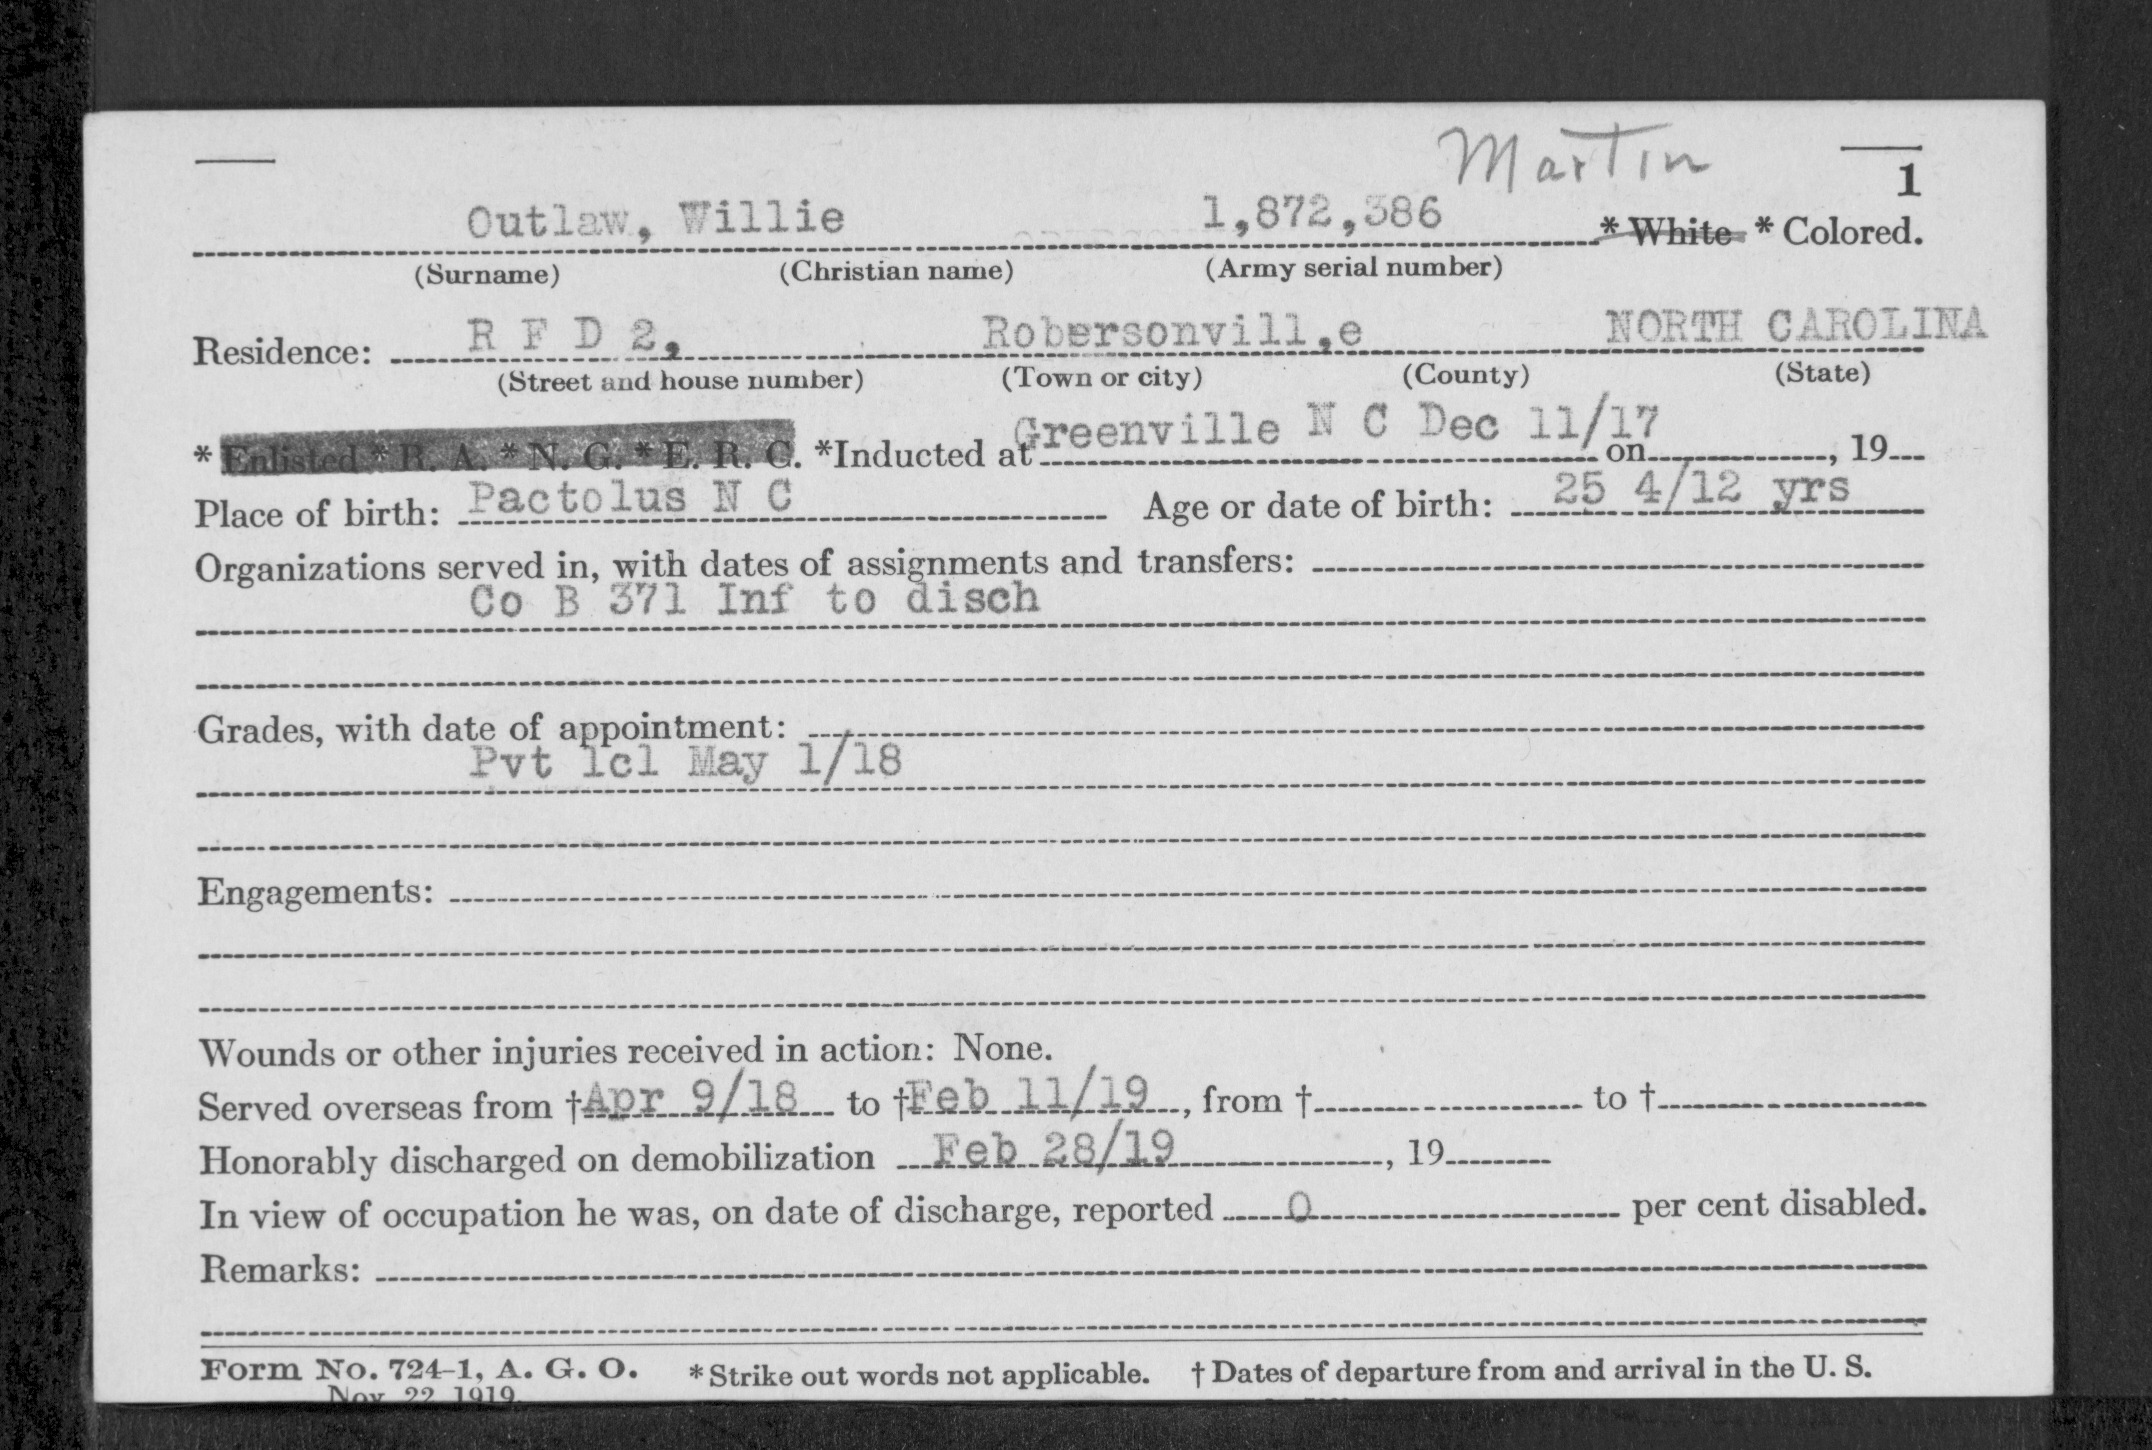 Martin
1
Outlaw, Willie 1,872,386 * White * Colored.
(Surname) (Christian name) (Army serial number)
Residence: R F D 2, Robersonvill,e NORTH CAROLINA
(Street and house number) (Town or city) (County) (State)
* Enlisted * R. A. * N. G. * E. R. C. *Inducted at Greenville N C Dec 11/17 on , 19
Place of birth: Pactolus N C Age or date of birth: 25 4/12 yrs
Organizations served in, with dates of assignments and transfers:
Co B 371 Inf to disch
Grades, with date of appointment:
Pvt 1cl May 1/18
Engagements:
Wounds or other injuries received in action: None.
Served overseas from †Apr 9/18 to †Feb 11/19, from † to †
Honorably discharged on demobilization Feb 28/19 , 19
In view of occupation he was, on date of discharge, reported 0 per cent disabled.
Remarks:
Form No. 724-1, A. G. O. *Strike out words not applicable. † Dates of departure from and arrival in the U. S.
Nov. 22, 1919.